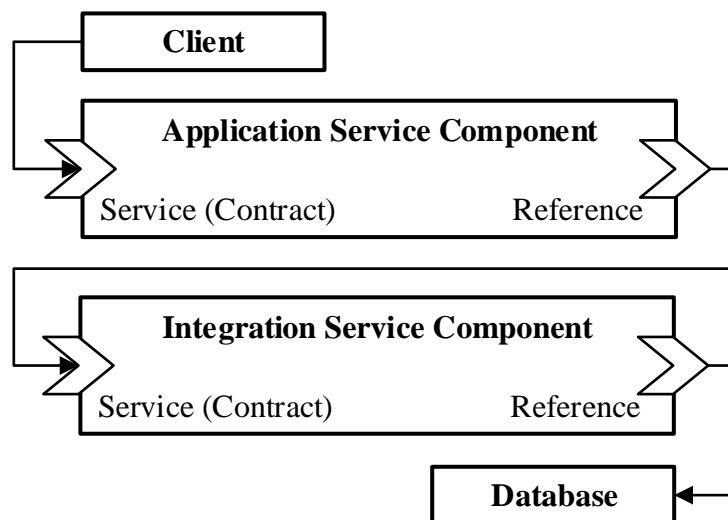 Client
Application Service Component
Service (Contract) Reference
Integration Service Component
Service (Contract) Reference
Database